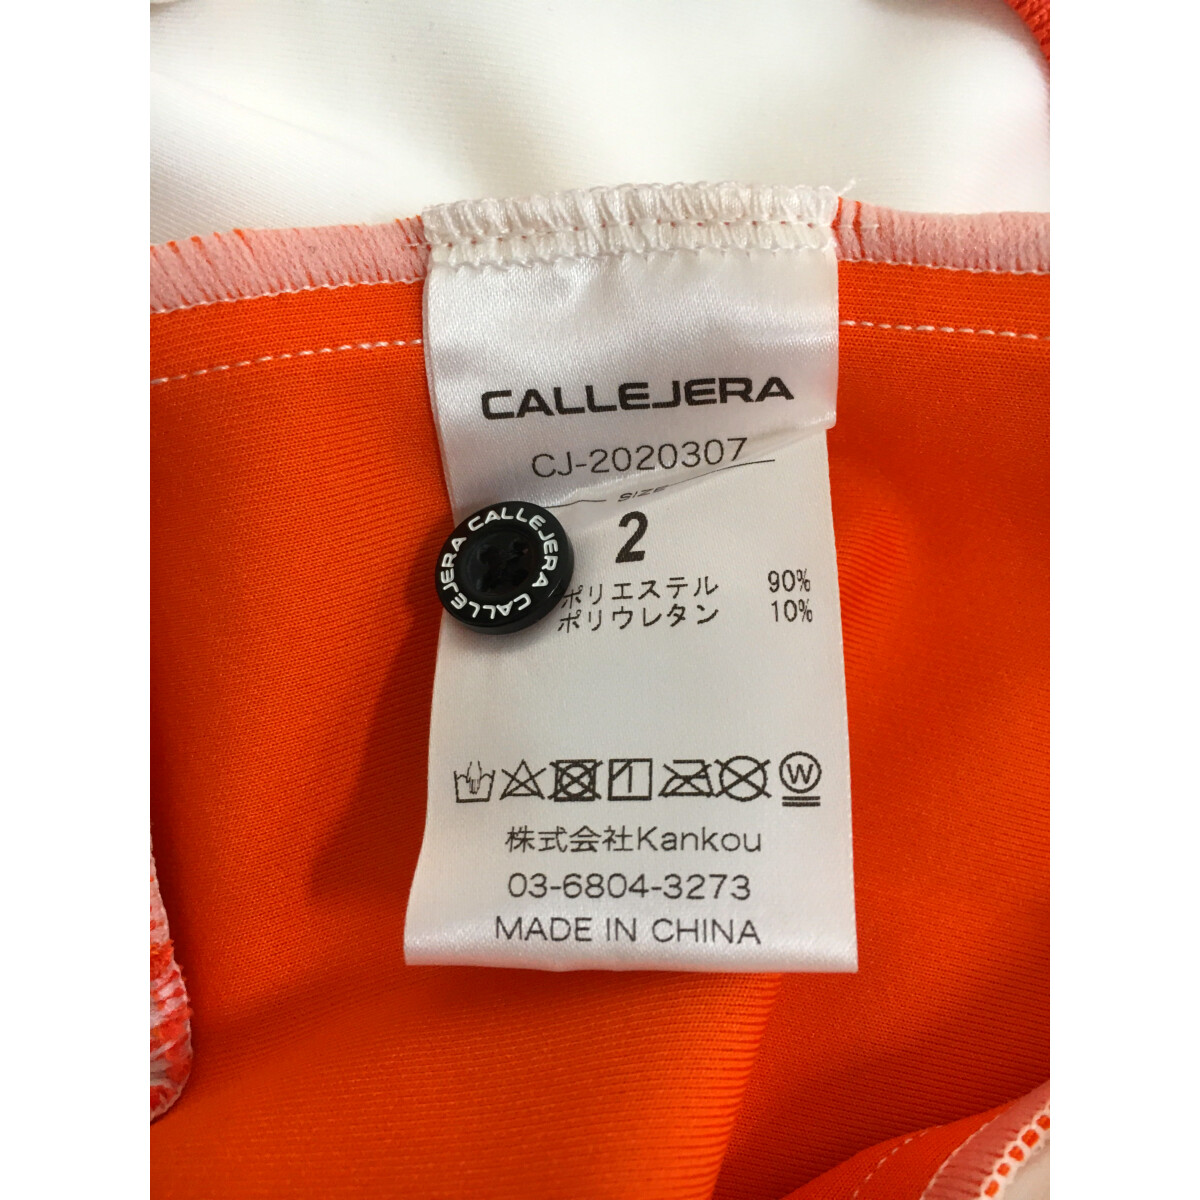 CALLEJERA
CJ-2020307
SIZE
2
ポリエステル 90%
ポリウレタン 10%
CALLEJERA CALLEJERA
W
株式会社Kankou
03-6804-3273
MADE IN CHINA